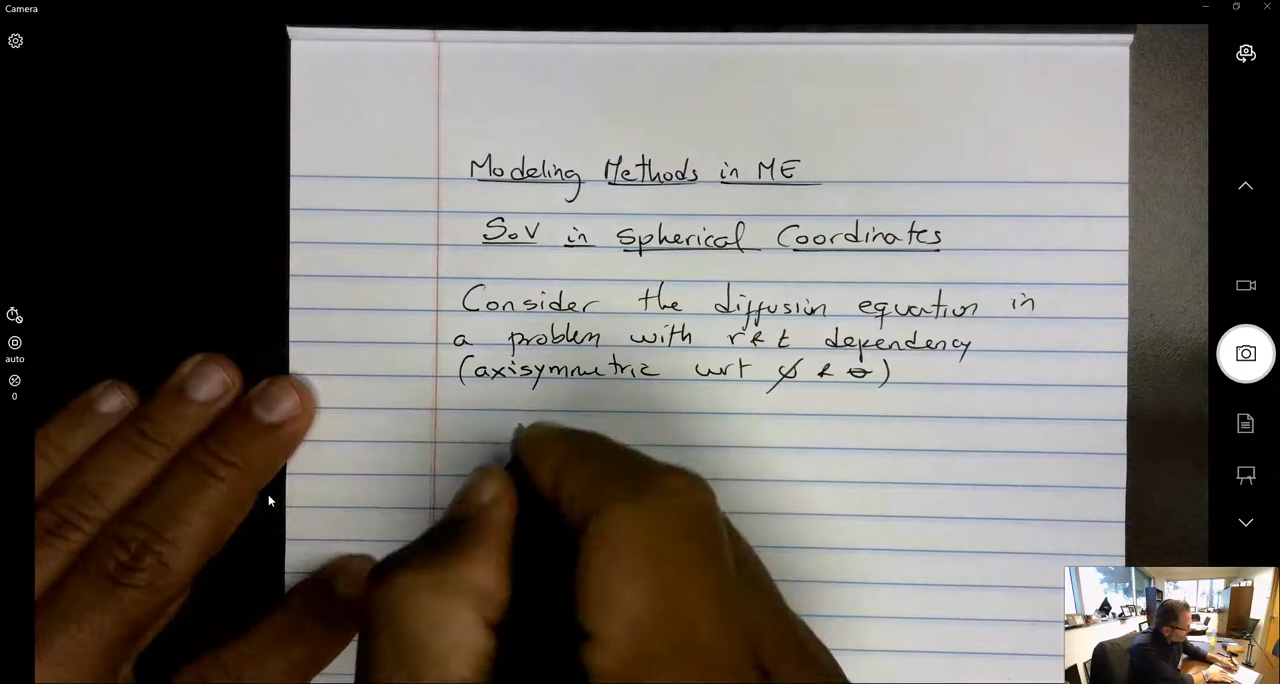 Camera
Modeling Methods in ME
SoV in Spherical Coordinates
Consider the diffusion equation in
a problem with r & t dependency
(axisymmetric wrt ϕ & θ)
auto
0